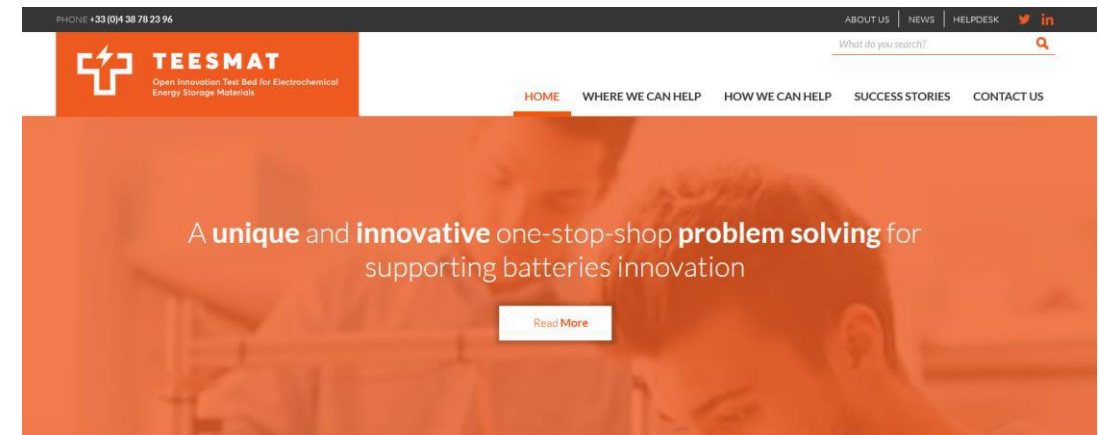 PHONE +33 (0)4 38 78 23 96
ABOUT US | NEWS | HELPDESK
What do you search?
TEESMAT
Open Innovation Test Bed for Electrochemical
Energy Storage Materials
HOME WHERE WE CAN HELP HOW WE CAN HELP SUCCESS STORIES CONTACT US
A unique and innovative one-stop-shop problem solving for
supporting batteries innovation
Read More